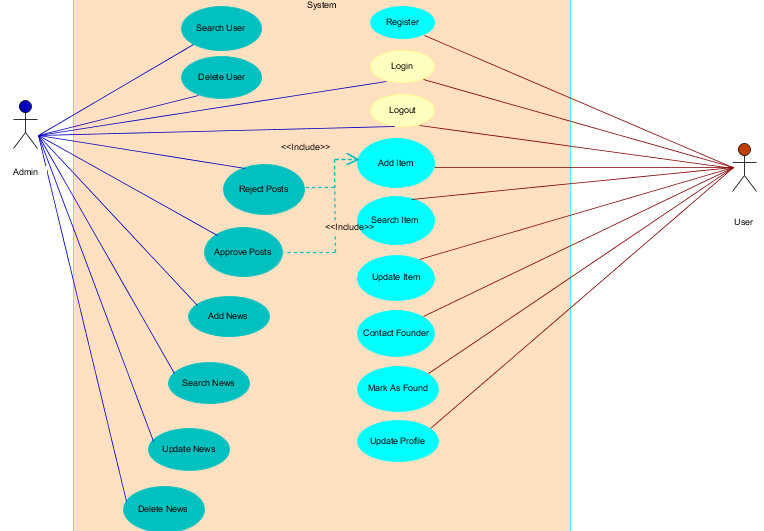 System
Search User
Register
Delete User
Login
Logout
<<Include>>
Add Item
Admin
Reject Posts
User
Search Item
<<Include>>
Approve Posts
Update Item
Add News
Contact Founder
Search News
Mark As Found
Update Profile
Update News
Delete News